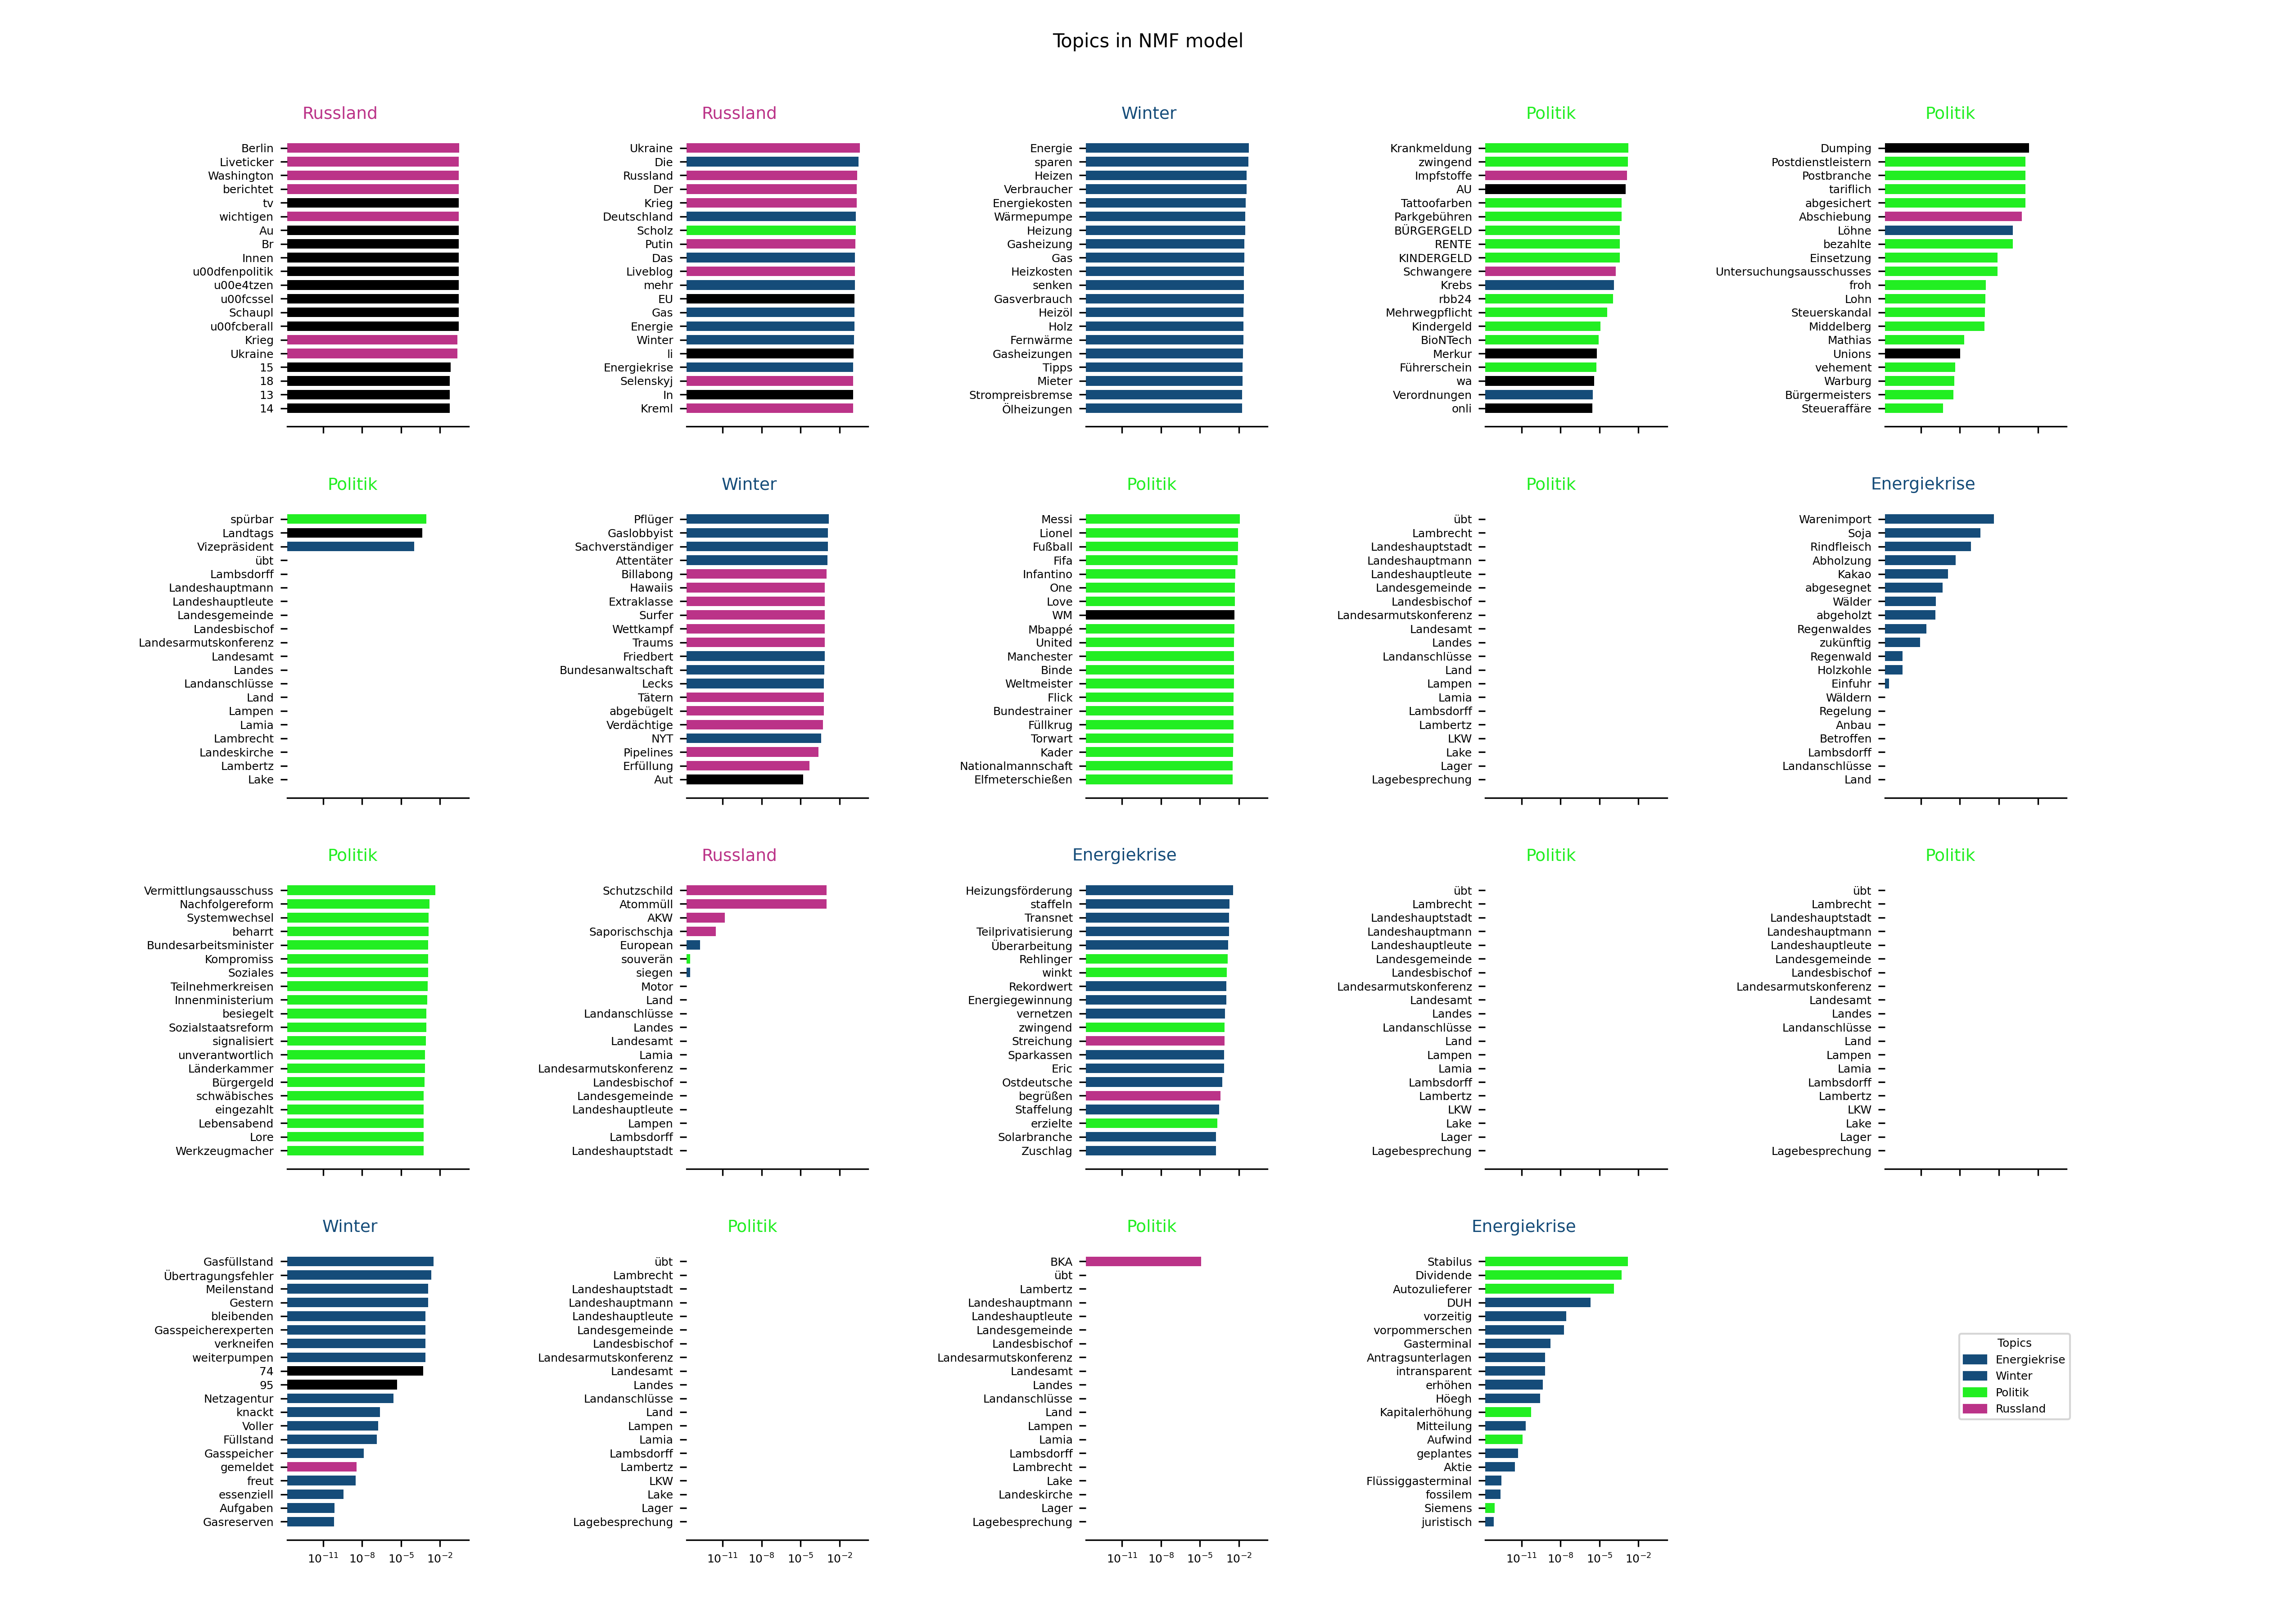 Topics in NMF model
Russland
Berlin
Liveticker
Washington
berichtet
tv
wichtigen
Au
Br
Innen
u00dfenpolitik
u00e4tzen
u00fcssel
Schaupl
u00fcberall
Krieg
Ukraine
15
18
13
14
Russland
Ukraine
Die
Russland
Der
Krieg
Deutschland
Scholz
Putin
Das
Liveblog
mehr
EU
Gas
Energie
Winter
li
Energiekrise
Selenskyj
In
Kreml
Winter
Energie
sparen
Heizen
Verbraucher
Energiekosten
Wärmepumpe
Heizung
Gasheizung
Gas
Heizkosten
senken
Gasverbrauch
Heizöl
Holz
Fernwärme
Gasheizungen
Tipps
Mieter
Strompreisbremse
Ölheizungen
Politik
Krankmeldung
zwingend
Impfstoffe
AU
Tattoofarben
Parkgebühren
BÜRGERGELD
RENTE
KINDERGELD
Schwangere
Krebs
rbb24
Mehrwegpflicht
Kindergeld
BioNTech
Merkur
Führerschein
wa
Verordnungen
onli
Politik
Dumping
Postdienstleistern
Postbranche
tariflich
abgesichert
Abschiebung
Löhne
bezahlte
Einsetzung
Untersuchungsausschusses
froh
Lohn
Steuerskandal
Middelberg
Mathias
Unions
vehement
Warburg
Bürgermeisters
Steueraffäre
Politik
spürbar
Landtags
Vizepräsident
übt
Lambsdorff
Landeshauptmann
Landeshauptleute
Landesgemeinde
Landesbischof
Landesarmutskonferenz
Landesamt
Landes
Landanschlüsse
Land
Lampen
Lamia
Lambrecht
Landeskirche
Lambertz
Lake
Winter
Pflüger
Gaslobbyist
Sachverständiger
Attentäter
Billabong
Hawaiis
Extraklasse
Surfer
Wettkampf
Traums
Friedbert
Bundesanwaltschaft
Lecks
Tätern
abgebügelt
Verdächtige
NYT
Pipelines
Erfüllung
Aut
Politik
Messi
Lionel
Fußball
Fifa
Infantino
One
Love
WM
Mbappé
United
Manchester
Binde
Weltmeister
Flick
Bundestrainer
Füllkrug
Torwart
Kader
Nationalmannschaft
Elfmeterschießen
Politik
übt
Lambrecht
Landeshauptstadt
Landeshauptmann
Landeshauptleute
Landesgemeinde
Landesbischof
Landesarmutskonferenz
Landesamt
Landes
Landanschlüsse
Land
Lampen
Lamia
Lambsdorff
Lambertz
LKW
Lake
Lager
Lagebesprechung
Energiekrise
Warenimport
Soja
Rindfleisch
Abholzung
Kakao
abgesegnet
Wälder
abgeholzt
Regenwaldes
zukünftig
Regenwald
Holzkohle
Einfuhr
Wäldern
Regelung
Anbau
Betroffen
Lambsdorff
Landanschlüsse
Land
Politik
Vermittlungsausschuss
Nachfolgereform
Systemwechsel
beharrt
Bundesarbeitsminister
Kompromiss
Soziales
Teilnehmerkreisen
Innenministerium
besiegelt
Sozialstaatsreform
signalisiert
unverantwortlich
Länderkammer
Bürgergeld
schwäbisches
eingezahlt
Lebensabend
Lore
Werkzeugmacher
Russland
Schutzschild
Atommüll
AKW
Saporischschja
European
souverän
siegen
Motor
Land
Landanschlüsse
Landes
Landesamt
Lamia
Landesarmutskonferenz
Landesbischof
Landesgemeinde
Landeshauptleute
Lampen
Lambsdorff
Landeshauptstadt
Energiekrise
Heizungsförderung
staffeln
Transnet
Teilprivatisierung
Überarbeitung
Rehlinger
winkt
Rekordwert
Energiegewinnung
vernetzen
zwingend
Streichung
Sparkassen
Eric
Ostdeutsche
begrüßen
Staffelung
erzielte
Solarbranche
Zuschlag
Politik
übt
Lambrecht
Landeshauptstadt
Landeshauptmann
Landeshauptleute
Landesgemeinde
Landesbischof
Landesarmutskonferenz
Landesamt
Landes
Landanschlüsse
Land
Lampen
Lamia
Lambsdorff
Lambertz
LKW
Lake
Lager
Lagebesprechung
Politik
übt
Lambrecht
Landeshauptstadt
Landeshauptmann
Landeshauptleute
Landesgemeinde
Landesbischof
Landesarmutskonferenz
Landesamt
Landes
Landanschlüsse
Land
Lampen
Lamia
Lambsdorff
Lambertz
LKW
Lake
Lager
Lagebesprechung
Winter
Gasfüllstand
Übertragungsfehler
Meilenstand
Gestern
bleibenden
Gasspeicherexperten
verkneifen
weiterpumpen
74
95
Netzagentur
knackt
Voller
Füllstand
Gasspeicher
gemeldet
freut
essenziell
Aufgaben
Gasreserven
10⁻¹¹ 10⁻⁸ 10⁻⁵ 10⁻²
Politik
übt
Lambrecht
Landeshauptstadt
Landeshauptmann
Landeshauptleute
Landesgemeinde
Landesbischof
Landesarmutskonferenz
Landesamt
Landes
Landanschlüsse
Land
Lampen
Lamia
Lambsdorff
Lambertz
LKW
Lake
Lager
Lagebesprechung
10⁻¹¹ 10⁻⁸ 10⁻⁵ 10⁻²
Politik
BKA
übt
Lambertz
Landeshauptmann
Landeshauptleute
Landesgemeinde
Landesbischof
Landesarmutskonferenz
Landesamt
Landes
Landanschlüsse
Land
Lampen
Lamia
Lambsdorff
Lambrecht
Lake
Landeskirche
Lager
Lagebesprechung
10⁻¹¹ 10⁻⁸ 10⁻⁵ 10⁻²
Energiekrise
Stabilus
Dividende
Autozulieferer
DUH
vorzeitig
vorpommerschen
Gasterminal
Antragsunterlagen
intransparent
erhöhen
Höegh
Kapitalerhöhung
Mitteilung
Aufwind
geplantes
Aktie
Flüssiggasterminal
fossilem
Siemens
juristisch
10⁻¹¹ 10⁻⁸ 10⁻⁵ 10⁻²
Topics
Energiekrise
Winter
Politik
Russland